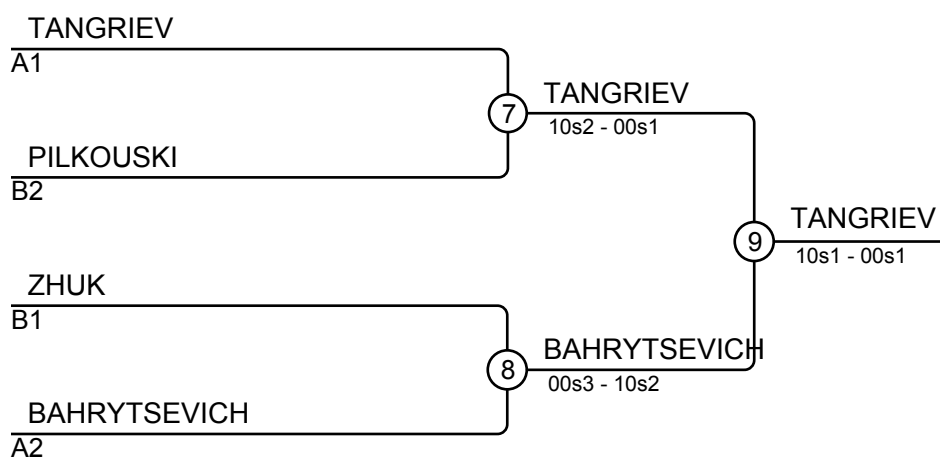 TANGRIEV
A1
7
TANGRIEV
10s2 - 00s1
PILKOUSKI
B2
9
TANGRIEV
10s1 - 00s1
ZHUK
B1
8
BAHRYTSEVICH
00s3 - 10s2
BAHRYTSEVICH
A2